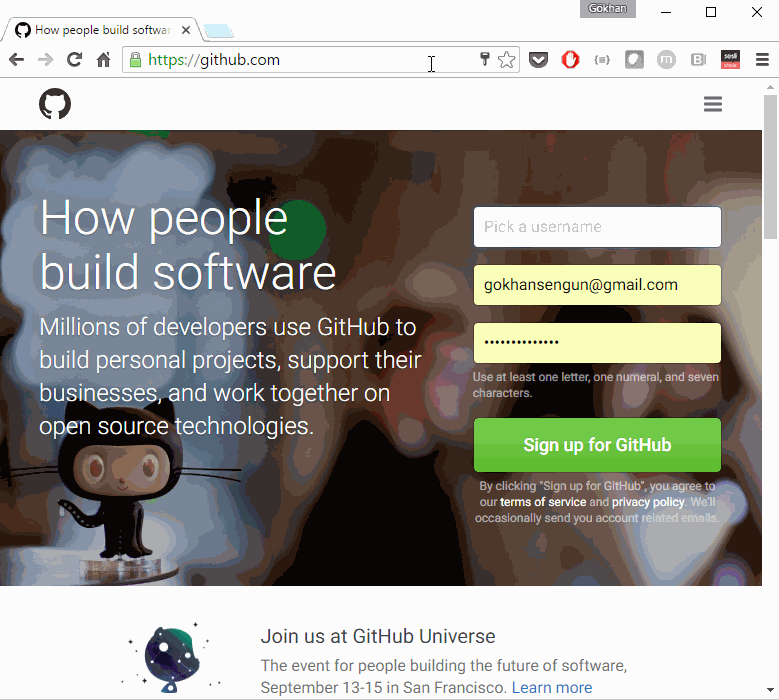 Gökhan
How people build softwar
https://github.com
How people
build software
Millions of developers use GitHub to
build personal projects, support their
businesses, and work together on
open source technologies.
Pick a username
gokhansengun@gmail.com
Use at least one letter, one numeral, and seven
characters.
Sign up for GitHub
By clicking "Sign up for GitHub", you agree to
our terms of service and privacy policy. We'll
occasionally send you account related emails.
Join us at GitHub Universe
The event for people building the future of software,
September 13-15 in San Francisco. Learn more